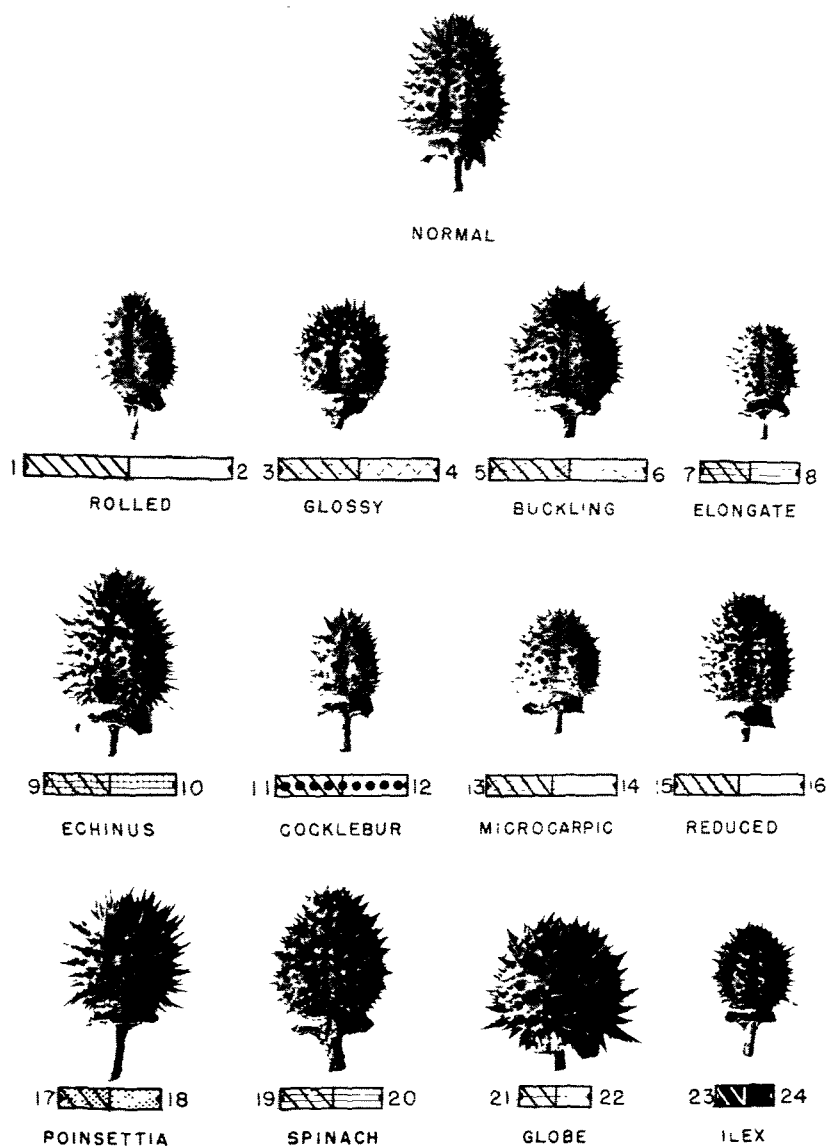 NORMAL
1 2 3 4 5 6 7 8
ROLLED GLOSSY BUCKLING ELONGATE
9 10 11 12 13 14 15 16
ECHINUS COCKLEBUR MICROCARPIC REDUCED
17 18 19 20 21 22 23 24
POINSETTIA SPINACH GLOBE ILEX